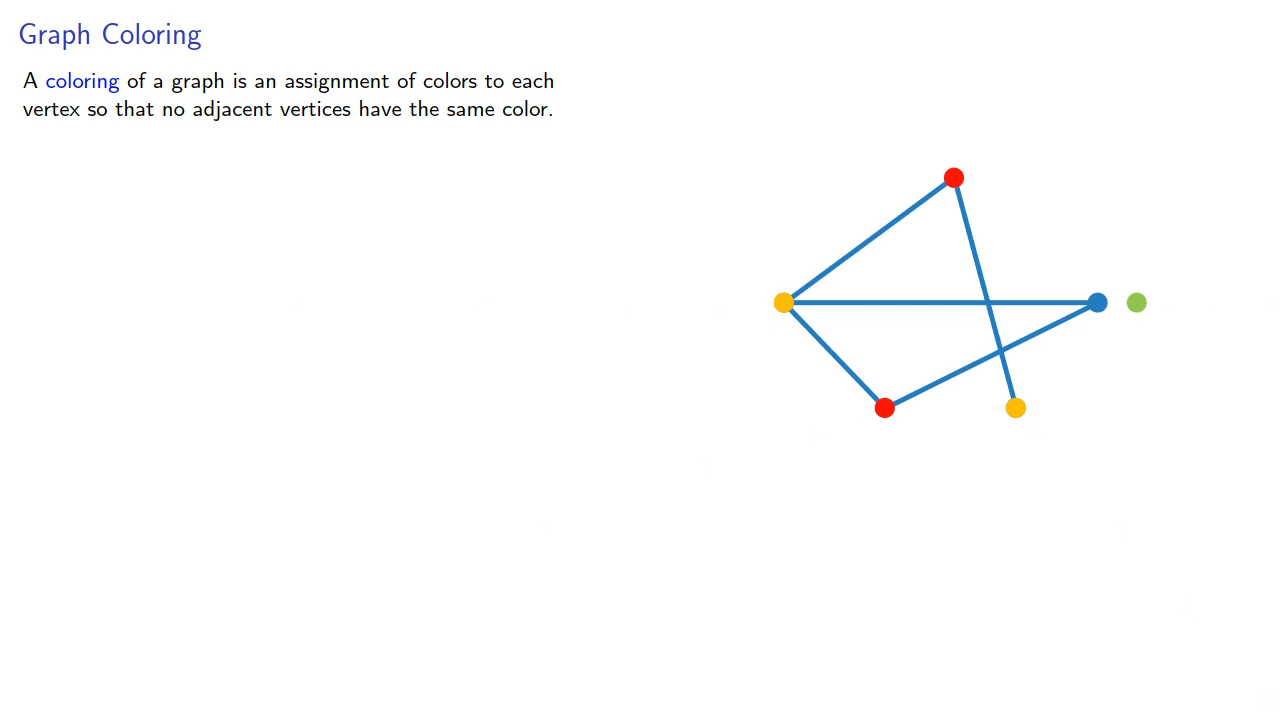 Graph Coloring
A coloring of a graph is an assignment of colors to each
vertex so that no adjacent vertices have the same color.